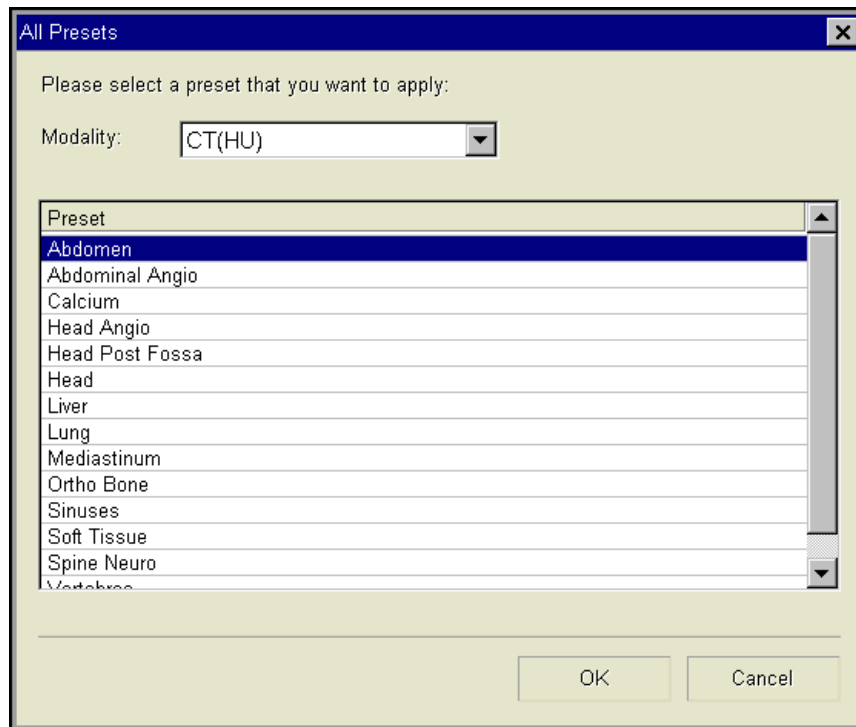 All Presets
Please select a preset that you want to apply:
Modality: CT(HU)
Preset
Abdomen
Abdominal Angio
Calcium
Head Angio
Head Post Fossa
Head
Liver
Lung
Mediastinum
Ortho Bone
Sinuses
Soft Tissue
Spine Neuro
OK Cancel